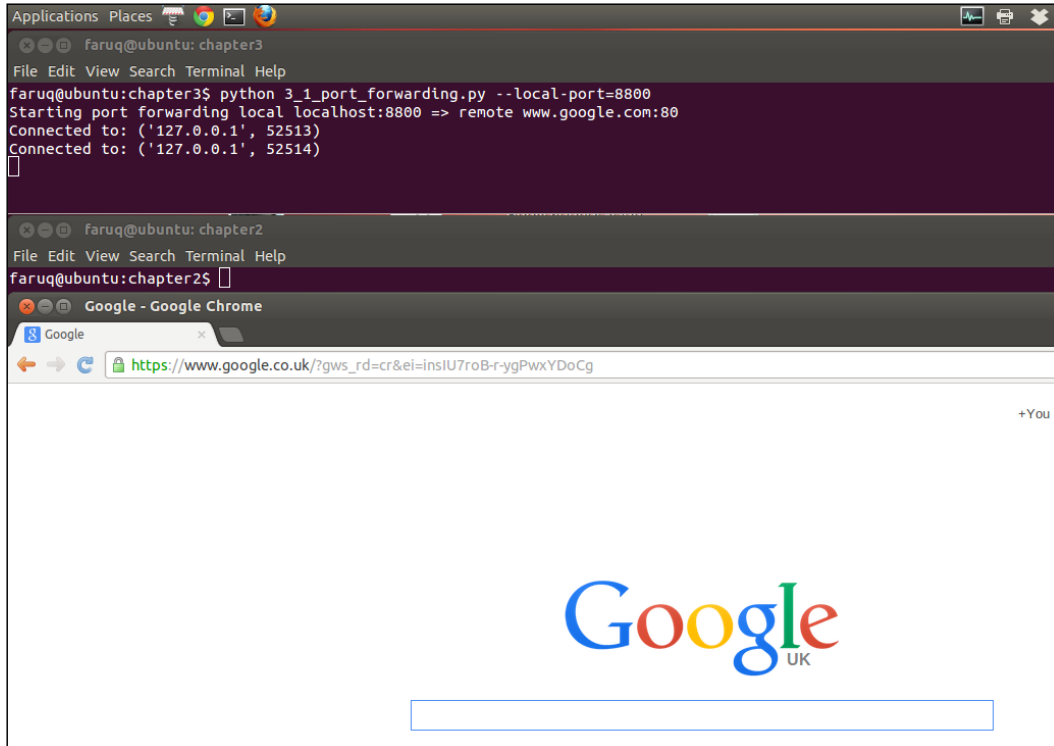 Applications Places
faruq@ubuntu: chapter3
File Edit View Search Terminal Help
faruq@ubuntu:chapter3$ python 3_1_port_forwarding.py --local-port=8800
Starting port forwarding local localhost:8800 => remote www.google.com:80
Connected to: ('127.0.0.1', 52513)
Connected to: ('127.0.0.1', 52514)
faruq@ubuntu: chapter2
File Edit View Search Terminal Help
faruq@ubuntu:chapter2$
Google - Google Chrome
8 Google
https://www.google.co.uk/?gws_rd=cr&ei=insIU7roB-r-ygPwxYDoCg
+You
Google
UK